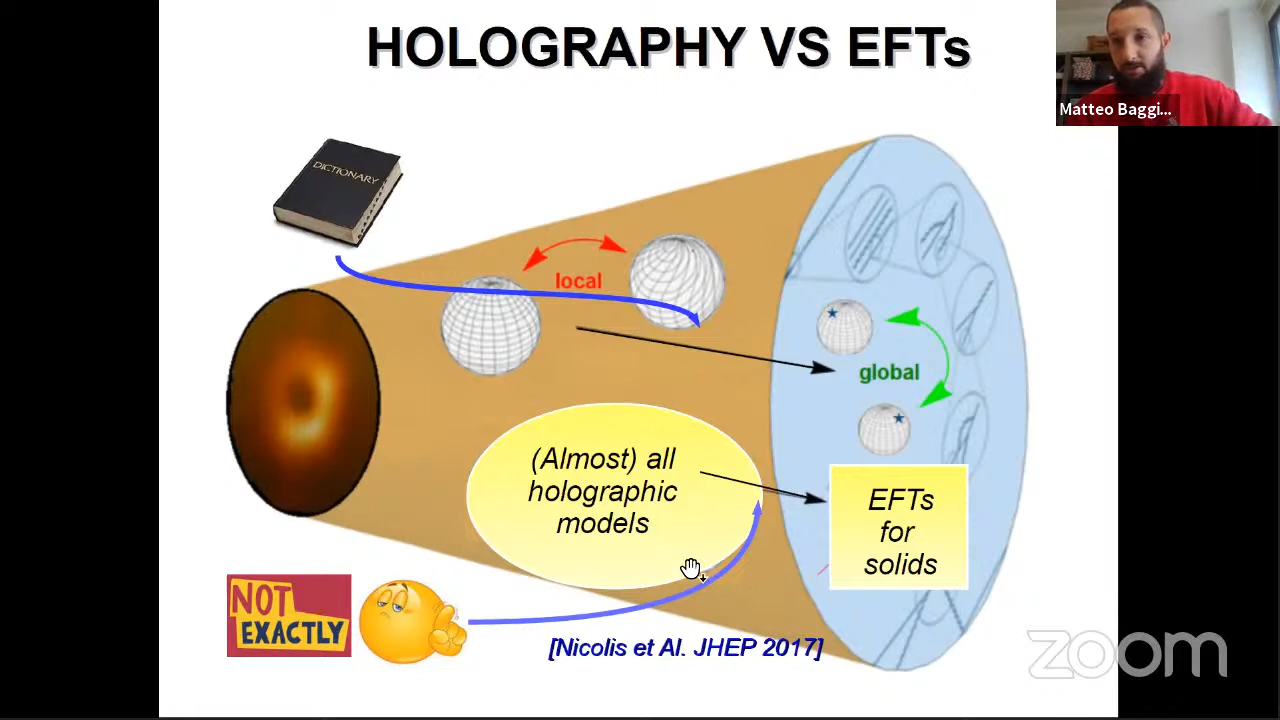 HOLOGRAPHY VS EFTs
Matteo Baggi...
DICTIONARY
local
global
(Almost) all
holographic
models
EFTs
for
solids
NOT
EXACTLY
[Nicolis et Al. JHEP 2017]
zoom